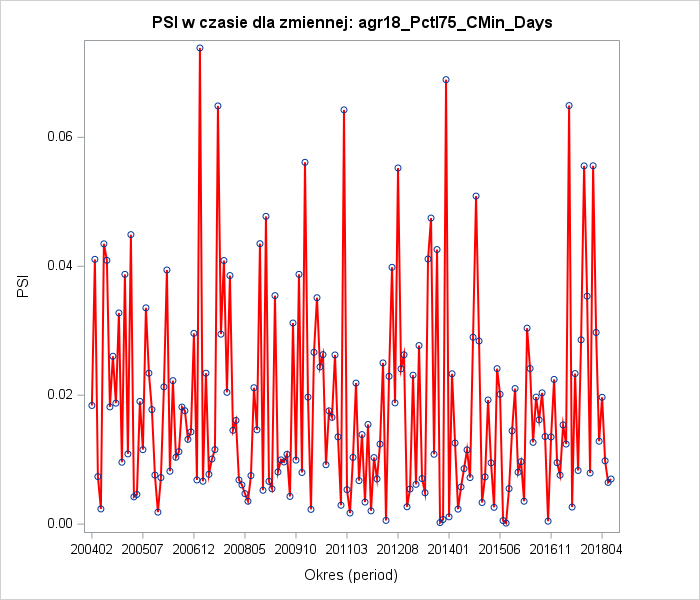 PSI w czasie dla zmiennej: agr18_Pctl75_CMin_Days
0.06
0.04
0.02
0.00
PSI
200402 200507 200612 200805 200910 201103 201208 201401 201506 201611 201804
Okres (period)